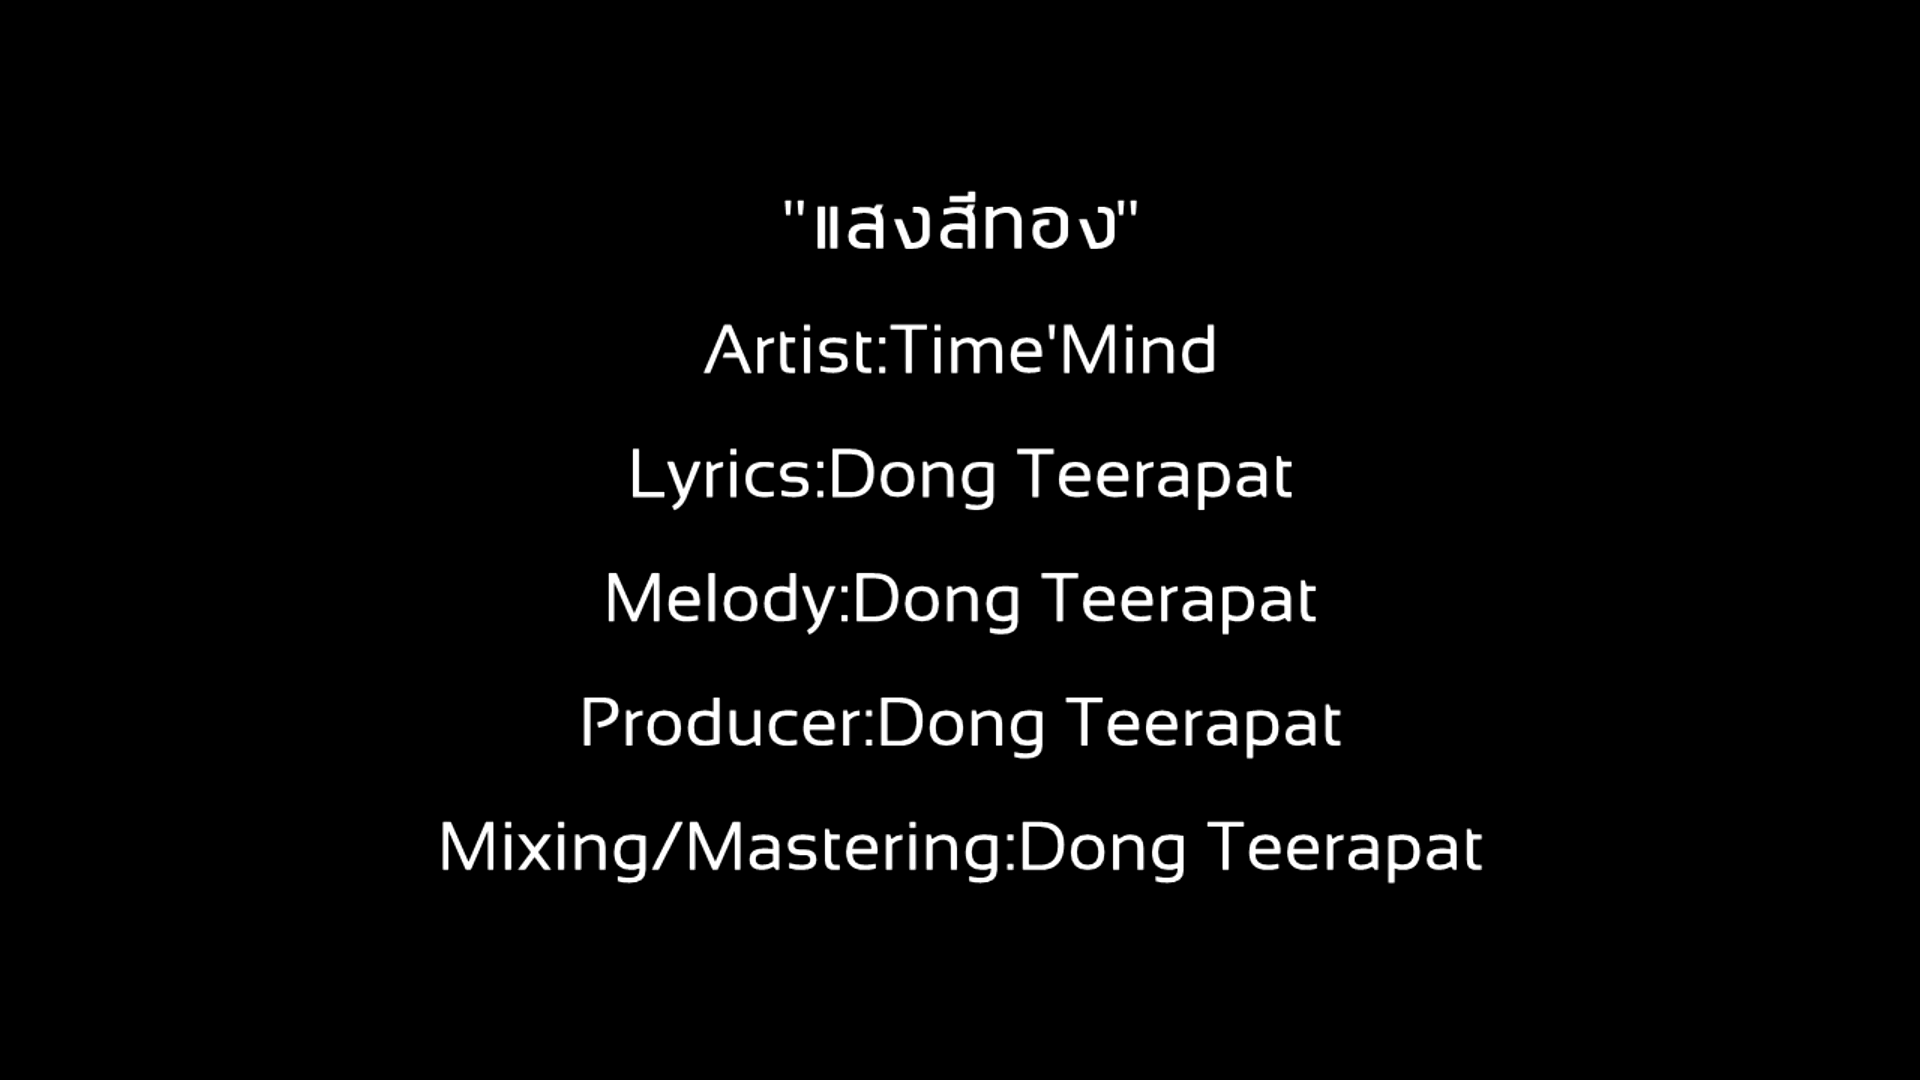 "แสงสีทอง"
Artist:Time'Mind
Lyrics:Dong Teerapat
Melody:Dong Teerapat
Producer:Dong Teerapat
Mixing/Mastering:Dong Teerapat